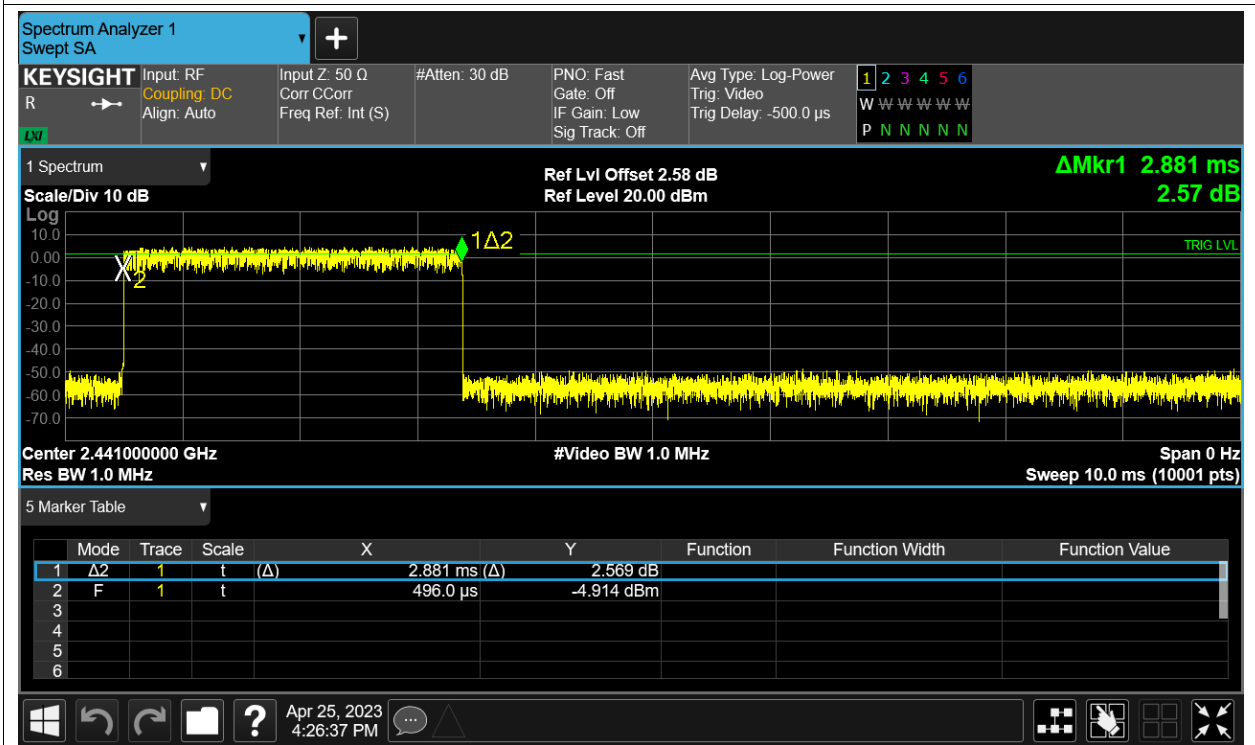 Spectrum Analyzer 1
Swept SA
+
KEYSIGHT Input: RF Input Z: 50 Ω #Atten: 30 dB PNO: Fast Avg Type: Log-Power 1 2 3 4 5 6
R Coupling: DC Corr CCorr Gate: Off Trig: Video W W W W W W
Align: Auto Freq Ref: Int (S) IF Gain: Low Trig Delay: -500.0 µs
LXI Sig Track: Off P N N N N N
1 Spectrum Ref Lvl Offset 2.58 dB ΔMkr1 2.881 ms
Scale/Div 10 dB Ref Level 20.00 dBm 2.57 dB
Log
10.0 1Δ2 TRIG LVL
0.00
2
-10.0
-20.0
-30.0
-40.0
-50.0
-60.0
-70.0
Center 2.441000000 GHz #Video BW 1.0 MHz Span 0 Hz
Res BW 1.0 MHz Sweep 10.0 ms (10001 pts)
5 Marker Table
Mode Trace Scale X Y Function Function Width Function Value
1 Δ2 1 t (Δ) 2.881 ms (Δ) 2.569 dB
2 F 1 t 496.0 µs -4.914 dBm
3
4
5
6
? Apr 25, 2023
4:26:37 PM